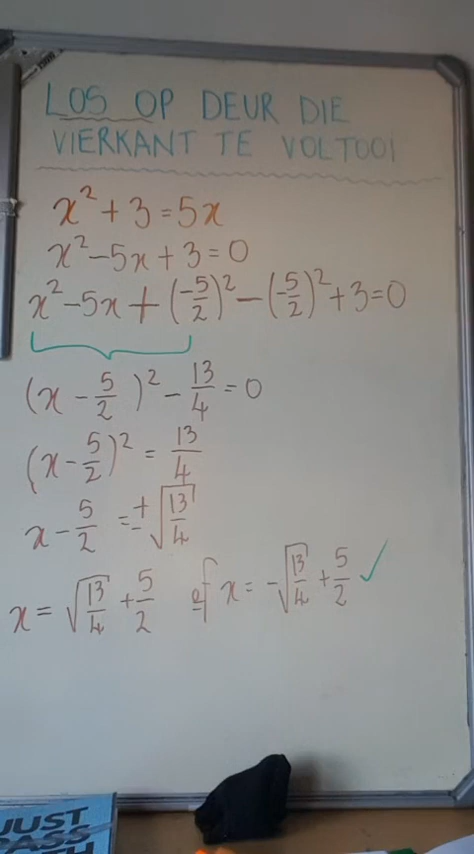 LOS OP DEUR DIE
VIERKANT TE VOLTOOI
x² + 3 = 5x
x² − 5x + 3 = 0
x² − 5x + (−5/2)² − (−5/2)² + 3 = 0
(x − 5/2)² − 13/4 = 0
(x − 5/2)² = 13/4
x − 5/2 = ±√(13/4)
x = √(13/4) + 5/2 of x = −√(13/4) + 5/2 ✓
JUST
PASS